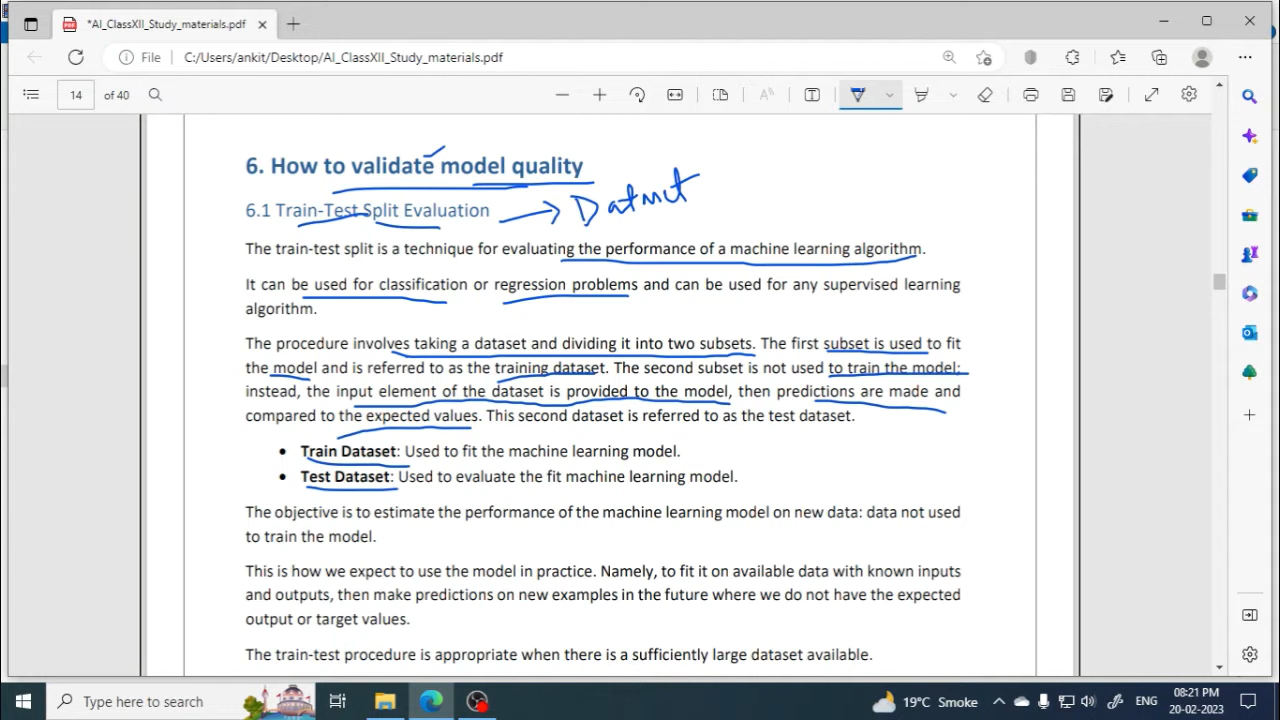 *AI_ClassXII_Study_materials.pdf
File C:/Users/ankit/Desktop/AI_ClassXII_Study_materials.pdf
14 of 40
6. How to validate model quality
6.1 Train-Test Split Evaluation
The train-test split is a technique for evaluating the performance of a machine learning algorithm.
It can be used for classification or regression problems and can be used for any supervised learning
algorithm.
The procedure involves taking a dataset and dividing it into two subsets. The first subset is used to fit
the model and is referred to as the training dataset. The second subset is not used to train the model;
instead, the input element of the dataset is provided to the model, then predictions are made and
compared to the expected values. This second dataset is referred to as the test dataset.
• Train Dataset: Used to fit the machine learning model.
• Test Dataset: Used to evaluate the fit machine learning model.
The objective is to estimate the performance of the machine learning model on new data: data not used
to train the model.
This is how we expect to use the model in practice. Namely, to fit it on available data with known inputs
and outputs, then make predictions on new examples in the future where we do not have the expected
output or target values.
The train-test procedure is appropriate when there is a sufficiently large dataset available.
Type here to search
19°C Smoke
ENG
08:21 PM
20-02-2023